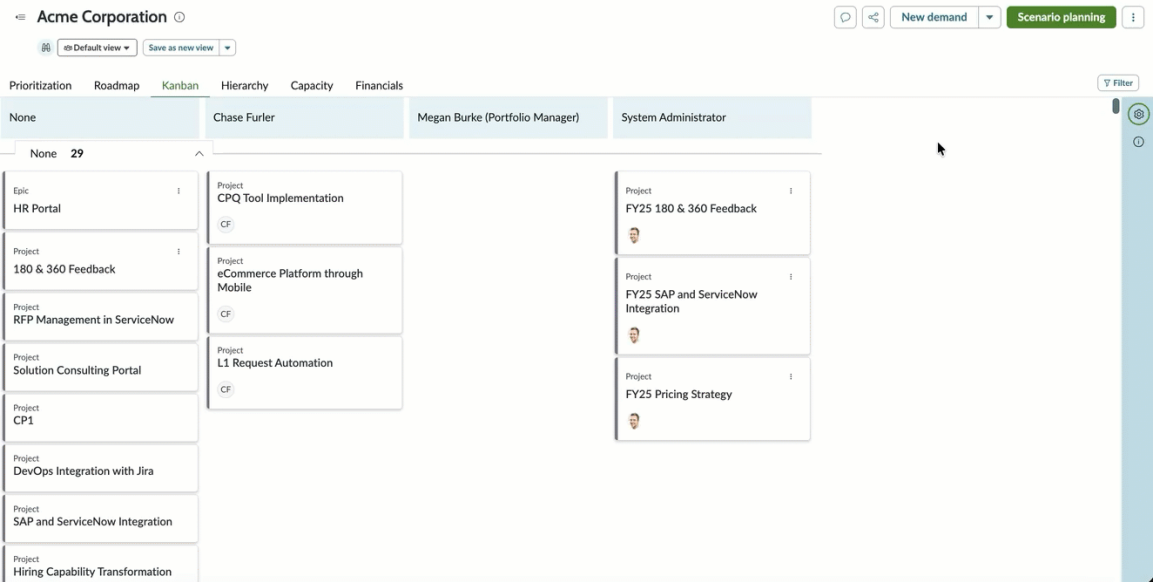 Acme Corporation
New demand
Scenario planning
Default view
Save as new view
Prioritization
Roadmap
Kanban
Hierarchy
Capacity
Financials
Filter
None
Chase Furler
Megan Burke (Portfolio Manager)
System Administrator
None 29
Epic
HR Portal
Project
180 & 360 Feedback
Project
RFP Management in ServiceNow
Project
Solution Consulting Portal
Project
CP1
Project
DevOps Integration with Jira
Project
SAP and ServiceNow Integration
Project
Hiring Capability Transformation
Project
CPQ Tool Implementation
CF
Project
eCommerce Platform through
Mobile
CF
Project
L1 Request Automation
CF
Project
FY25 180 & 360 Feedback
Project
FY25 SAP and ServiceNow
Integration
Project
FY25 Pricing Strategy